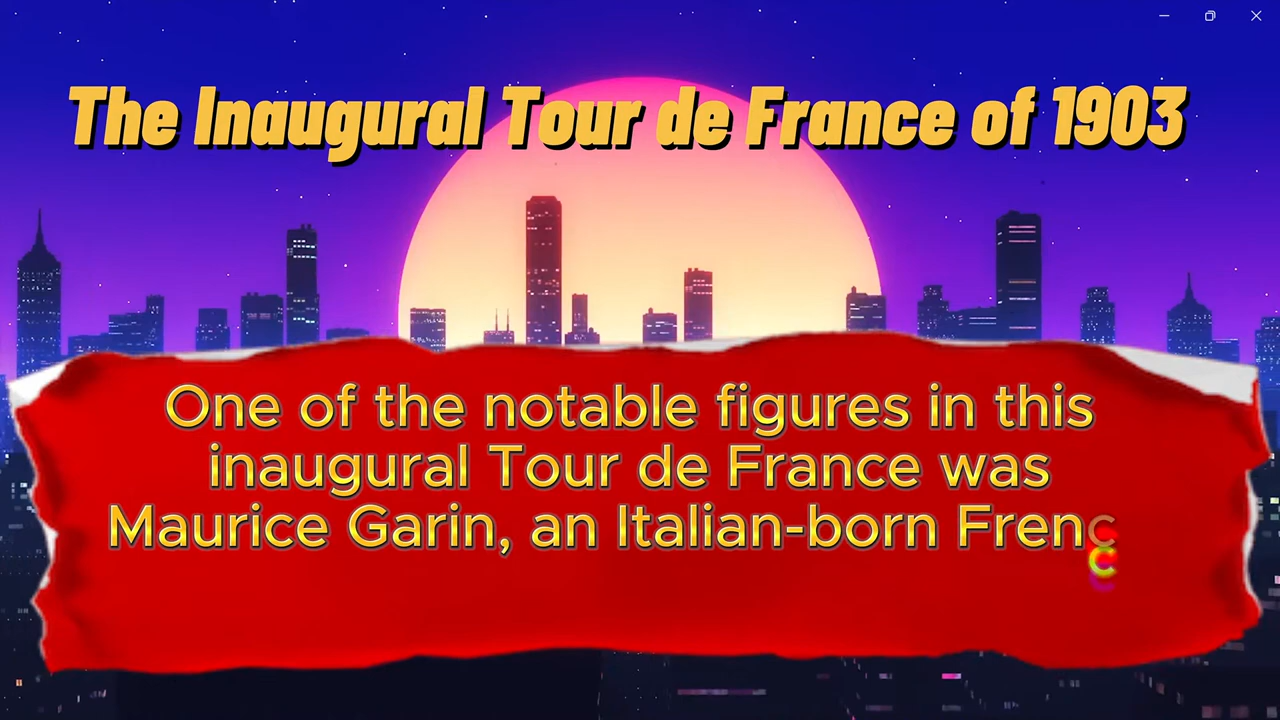 The Inaugural Tour de France of 1903
One of the notable figures in this
inaugural Tour de France was
Maurice Garin, an Italian-born Frenc